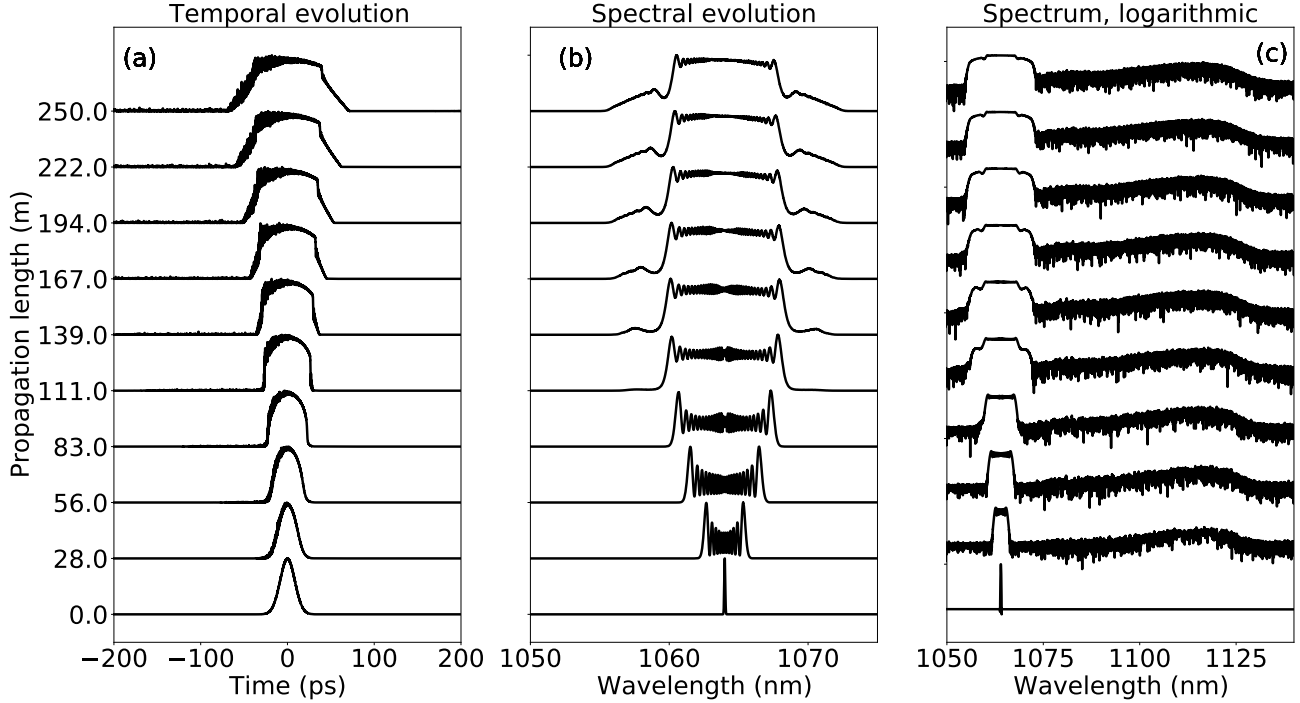 Temporal evolution
Spectral evolution
Spectrum, logarithmic
(a)
(b)
(c)
Propagation length (m)
250.0
222.0
194.0
167.0
139.0
111.0
83.0
56.0
28.0
0.0
−200 −100 0 100 200
1050 1060 1070
1050 1075 1100 1125
Time (ps)
Wavelength (nm)
Wavelength (nm)